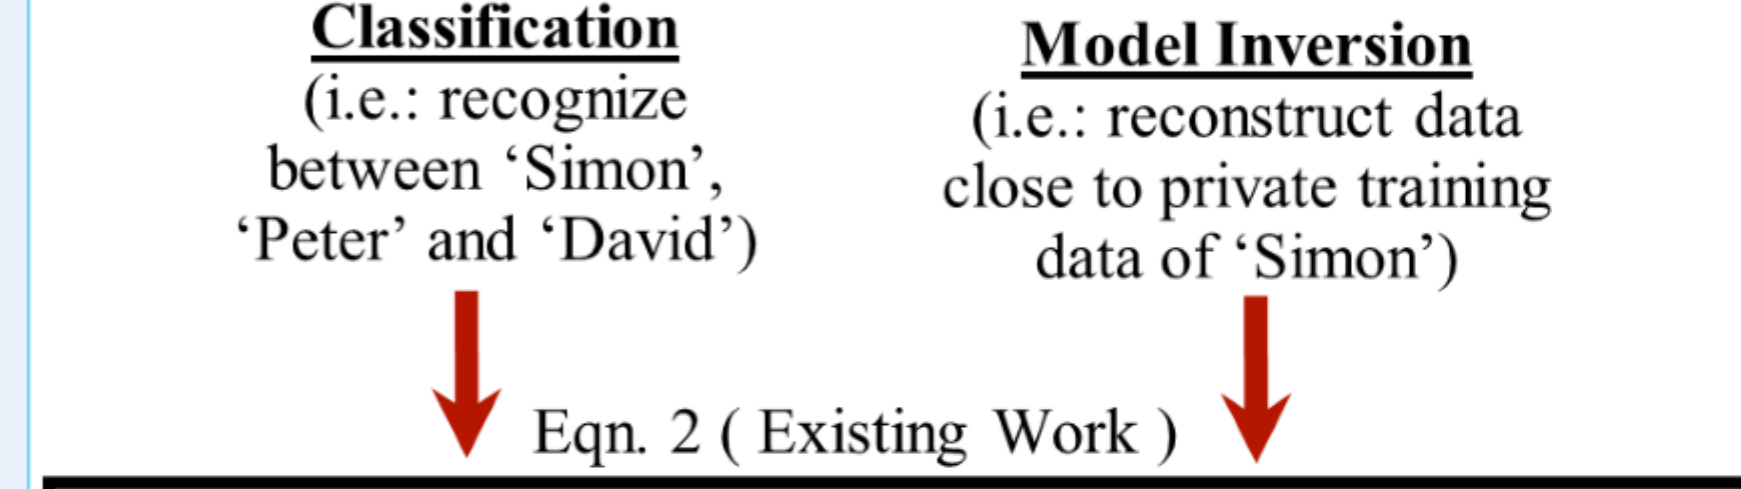 Classification
(i.e.: recognize
between ‘Simon’,
‘Peter’ and ‘David’)
Model Inversion
(i.e.: reconstruct data
close to private training
data of ‘Simon’)
Eqn. 2 ( Existing Work )